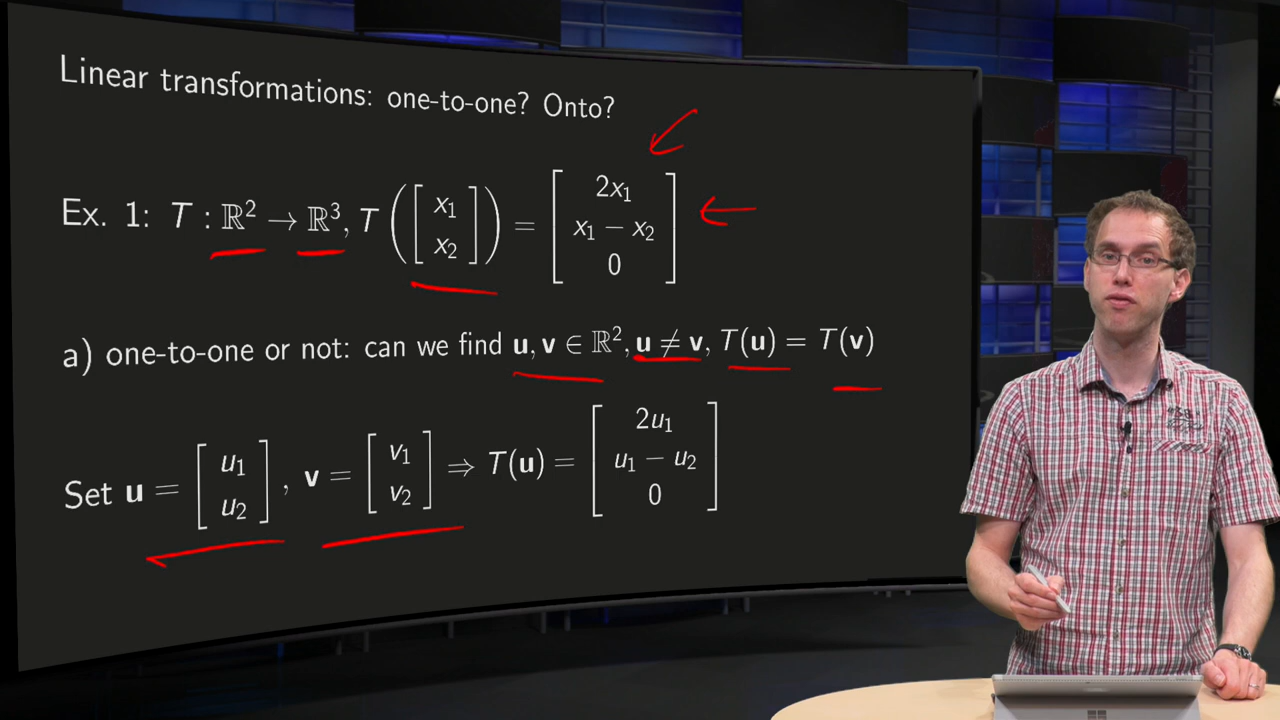 Linear transformations: one-to-one? Onto?
Ex. 1: T : ℝ² → ℝ³, T([x₁ x₂]) = [2x₁ x₁ − x₂ 0]
a) one-to-one or not: can we find u, v ∈ ℝ², u ≠ v, T(u) = T(v)
Set u = [u₁ u₂], v = [v₁ v₂] ⇒ T(u) = [2u₁ u₁ − u₂ 0]